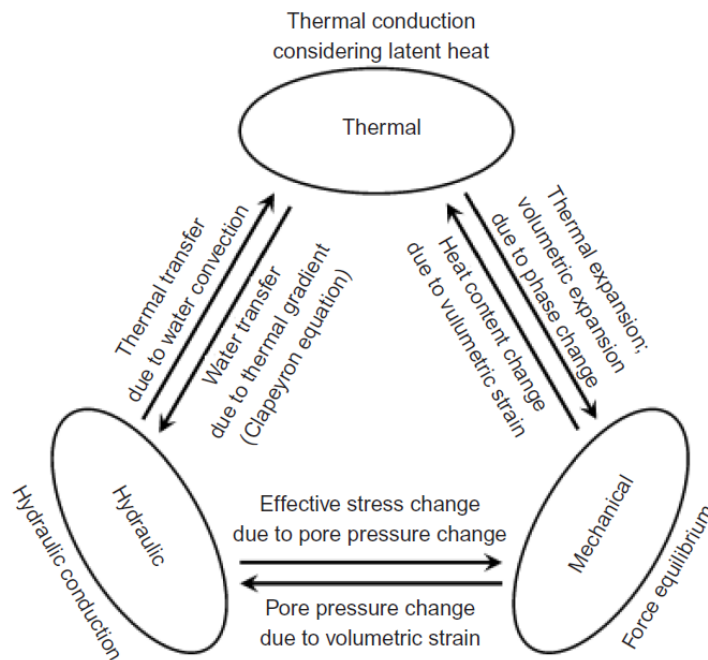 Thermal conduction
considering latent heat
Thermal
Thermal transfer
due to water convection
Water transfer
due to thermal gradient
(Clapeyron equation)
Thermal expansion;
volumetric expansion
due to phase change
Heat content change
due to vulumetric strain
Hydraulic
Hydraulic conduction
Effective stress change
due to pore pressure change
Pore pressure change
due to volumetric strain
Mechanical
Force equilibrium